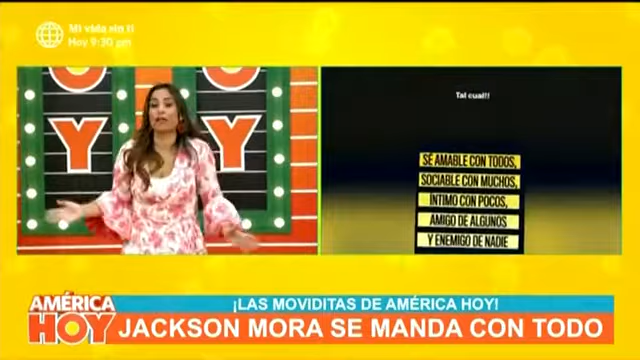 Mi vida sin ti
Hoy 9:30 pm
O Y
Y
Y
Tal cual!!
SÉ AMABLE CON TODOS,
SOCIABLE CON MUCHOS,
ÍNTIMO CON POCOS,
AMIGO DE ALGUNOS
Y ENEMIGO DE NADIE
¡LAS MOVIDITAS DE AMÉRICA HOY!
AMÉRICA
HOY
JACKSON MORA SE MANDA CON TODO